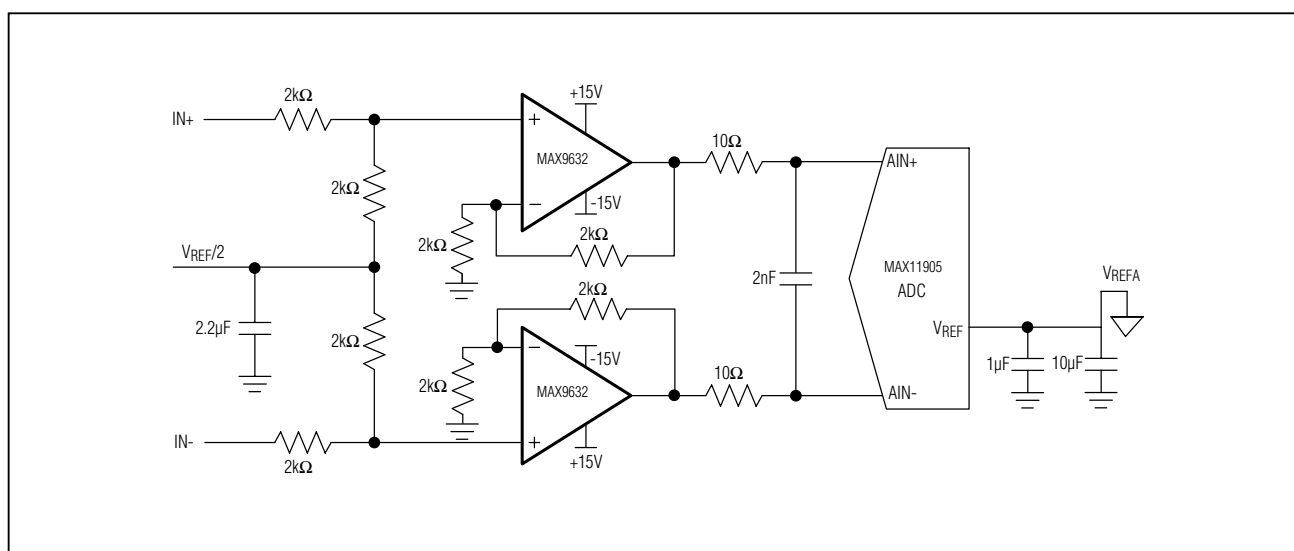 +15V
2kΩ
IN+
+
10Ω
AIN+
MAX9632
2kΩ
−
-15V
2kΩ
2kΩ
VREF/2
2nF
MAX11905
ADC
VREFA
2kΩ
2.2µF
2kΩ
VREF
−
-15V
1µF
10µF
2kΩ
MAX9632
10Ω
AIN-
IN-
+
+15V
2kΩ